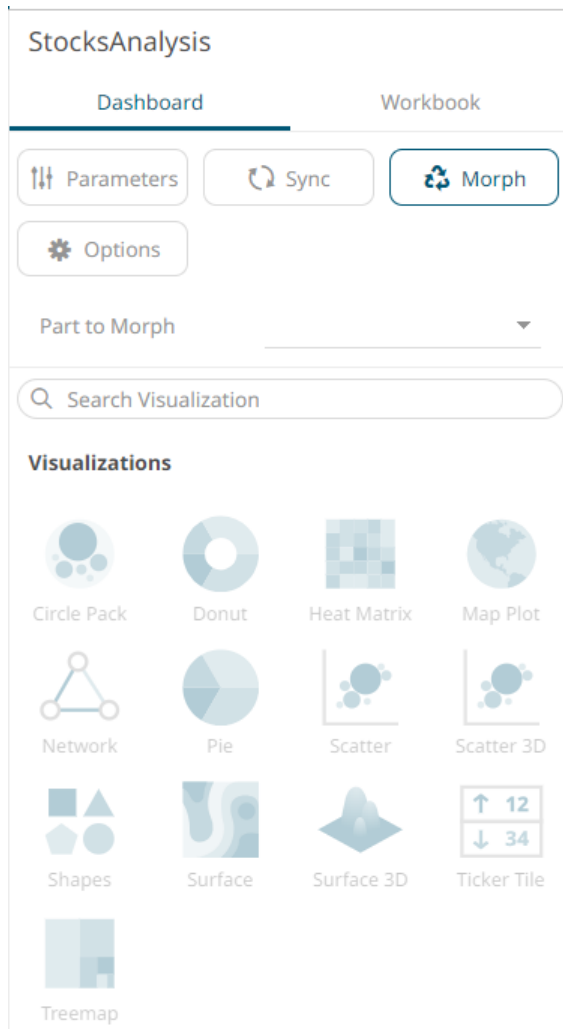 StocksAnalysis
Dashboard Workbook
Parameters Sync Morph
Options
Part to Morph
Search Visualization
Visualizations
Circle Pack Donut Heat Matrix Map Plot
Network Pie Scatter Scatter 3D
12
34
Shapes Surface Surface 3D Ticker Tile
Treemap